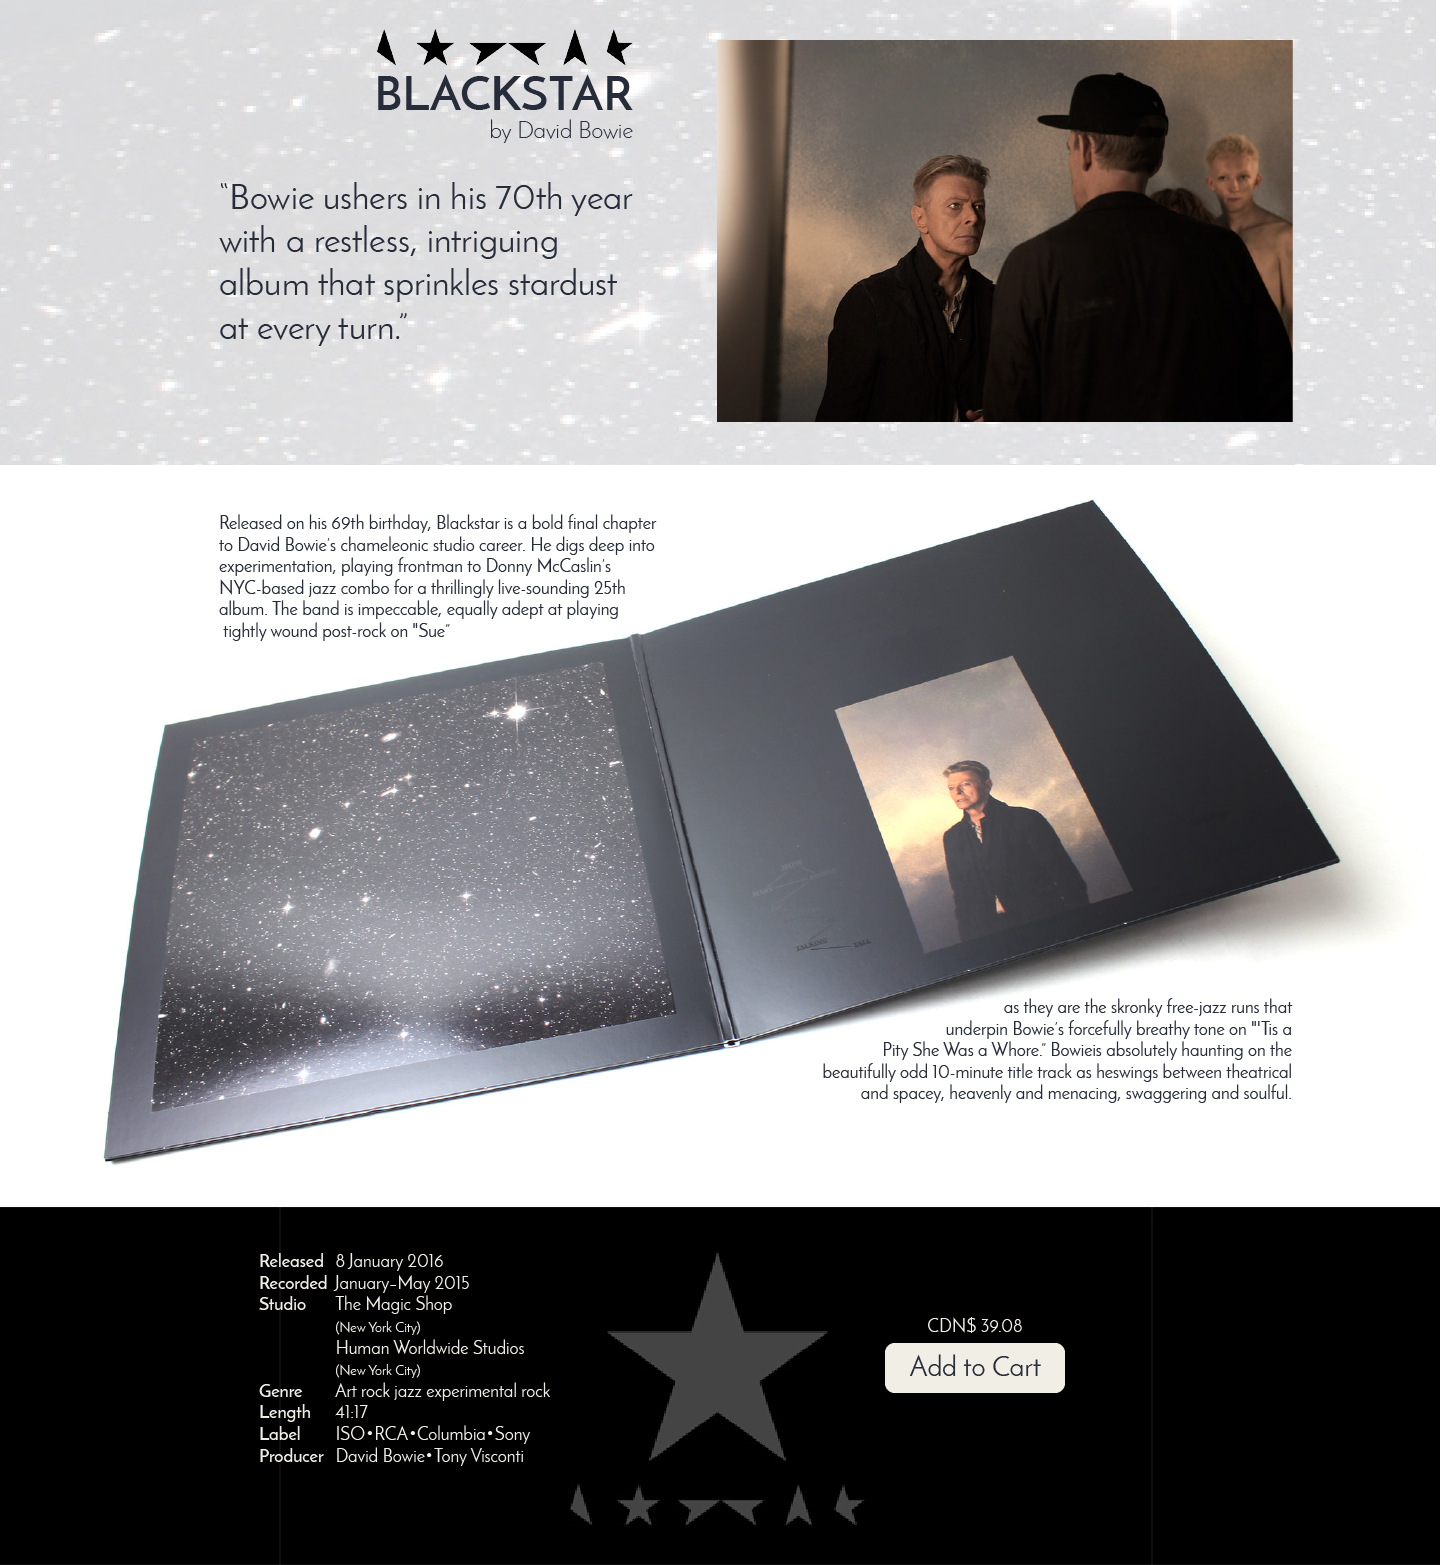 BLACKSTAR
by David Bowie
“Bowie ushers in his 70th year
with a restless, intriguing
album that sprinkles stardust
at every turn.”
Released on his 69th birthday, Blackstar is a bold final chapter
to David Bowie's chameleonic studio career. He digs deep into
experimentation, playing frontman to Donny McCaslin's
NYC-based jazz combo for a thrillingly live-sounding 25th
album. The band is impeccable, equally adept at playing
tightly wound post-rock on "Sue”
as they are the skronky free-jazz runs that
underpin Bowie's forcefully breathy tone on "'Tis a
Pity She Was a Whore.” Bowieis absolutely haunting on the
beautifully odd 10-minute title track as heswings between theatrical
and spacey, heavenly and menacing, swaggering and soulful.
Released 8 January 2016
Recorded January–May 2015
Studio The Magic Shop
(New York City)
Human Worldwide Studios
(New York City)
Genre Art rock jazz experimental rock
Length 41:17
Label ISO•RCA•Columbia•Sony
Producer David Bowie•Tony Visconti
CDN$ 39.08
Add to Cart